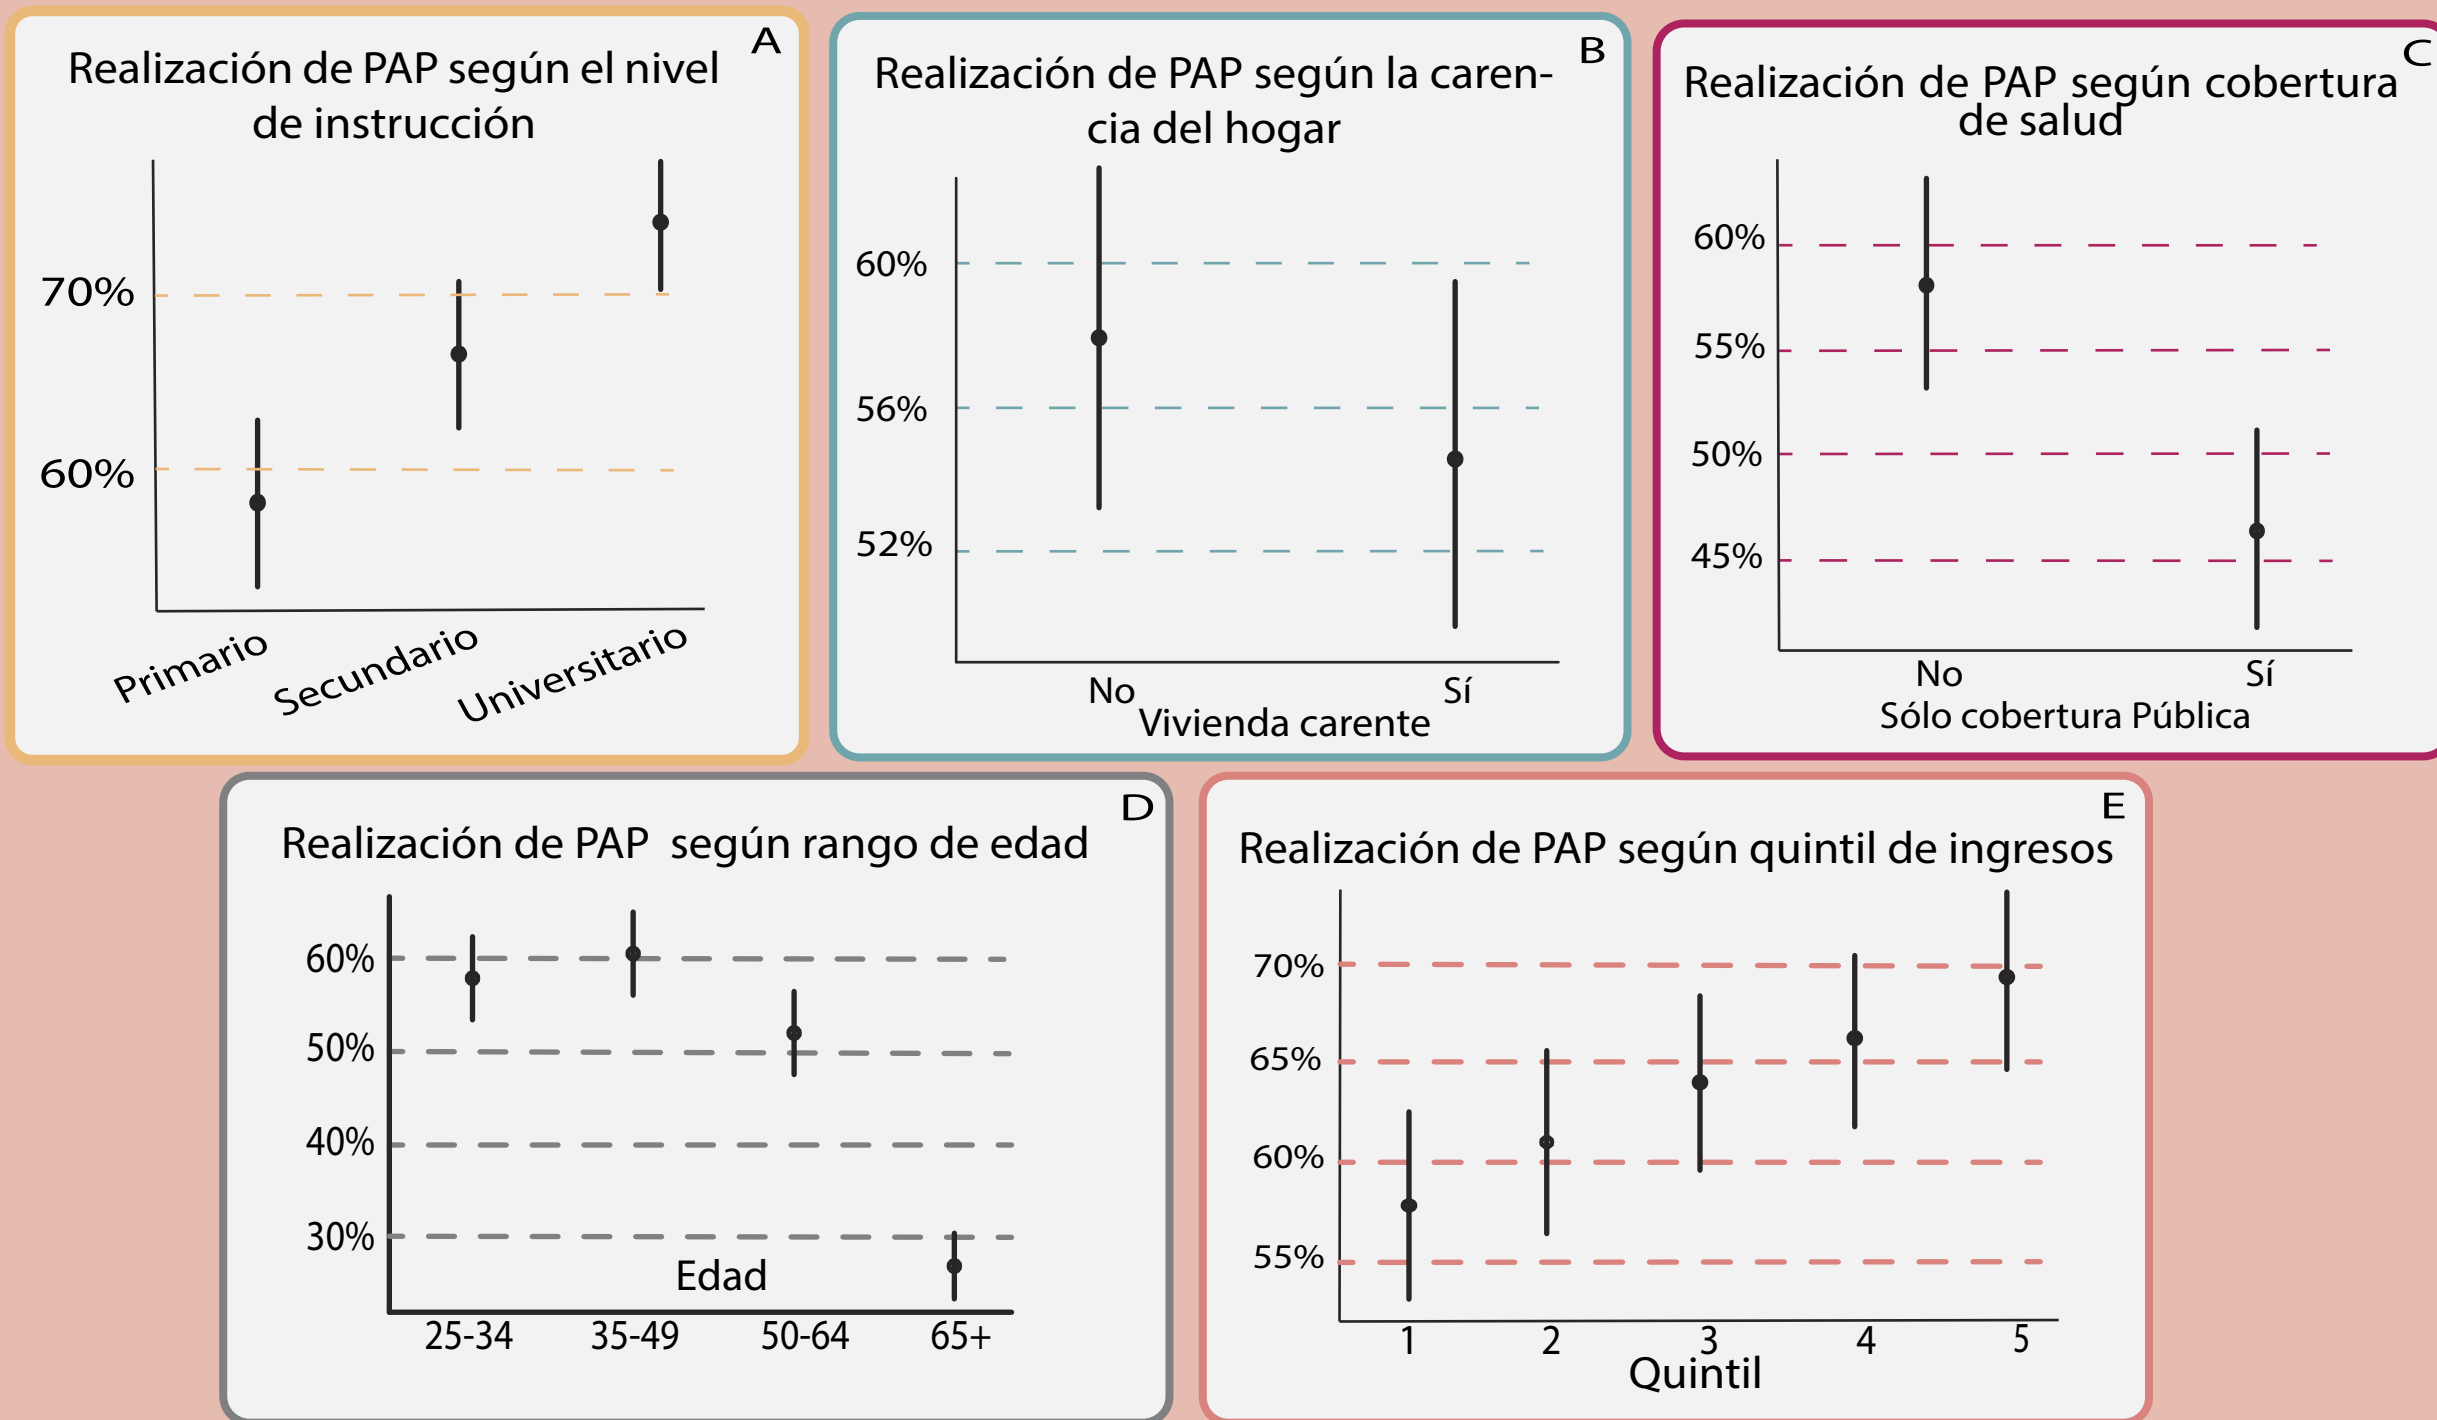 A
Realización de PAP según el nivel
de instrucción
70%
60%
Primario
Secundario
Universitario
B
Realización de PAP según la caren-
cia del hogar
60%
56%
52%
No
Sí
Vivienda carente
C
Realización de PAP según cobertura
de salud
60%
55%
50%
45%
No
Sí
Sólo cobertura Pública
D
Realización de PAP según rango de edad
60%
50%
40%
30%
Edad
25-34
35-49
50-64
65+
E
Realización de PAP según quintil de ingresos
70%
65%
60%
55%
1
2
3
4
5
Quintil